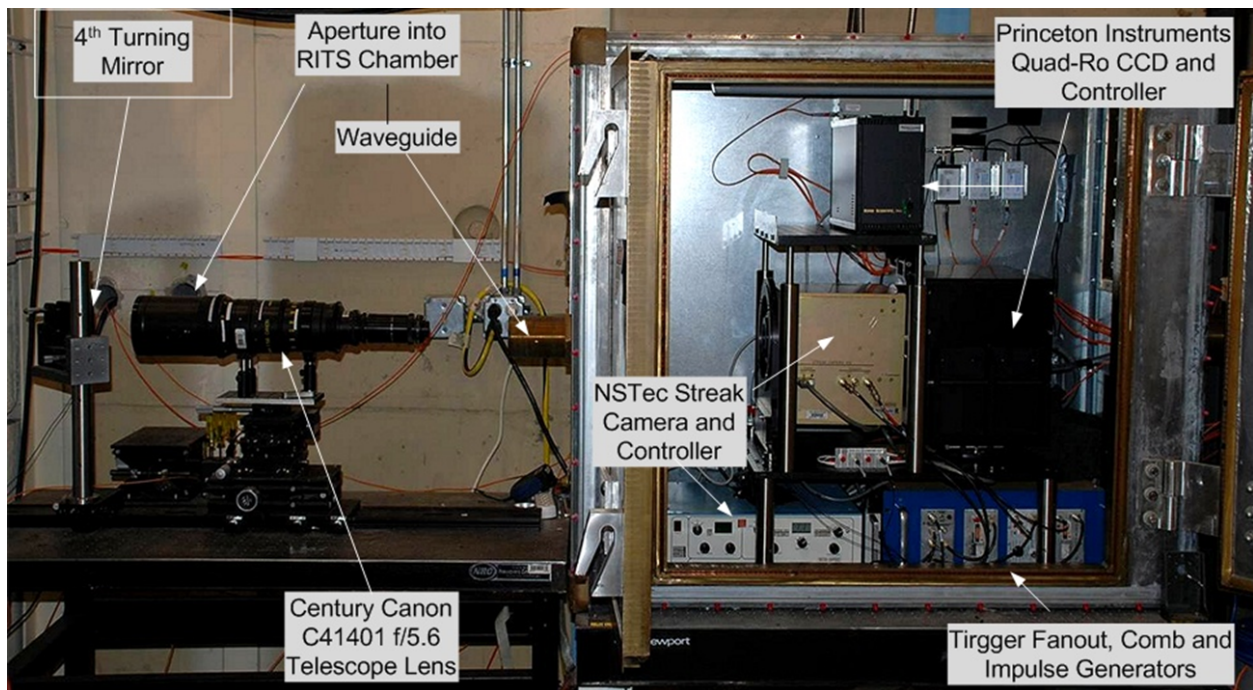 4th Turning
Mirror
Aperture into
RITS Chamber
Waveguide
Princeton Instruments
Quad-Ro CCD and
Controller
NSTec Streak
Camera and
Controller
Century Canon
C41401 f/5.6
Telescope Lens
Newport
Tirgger Fanout, Comb and
Impulse Generators